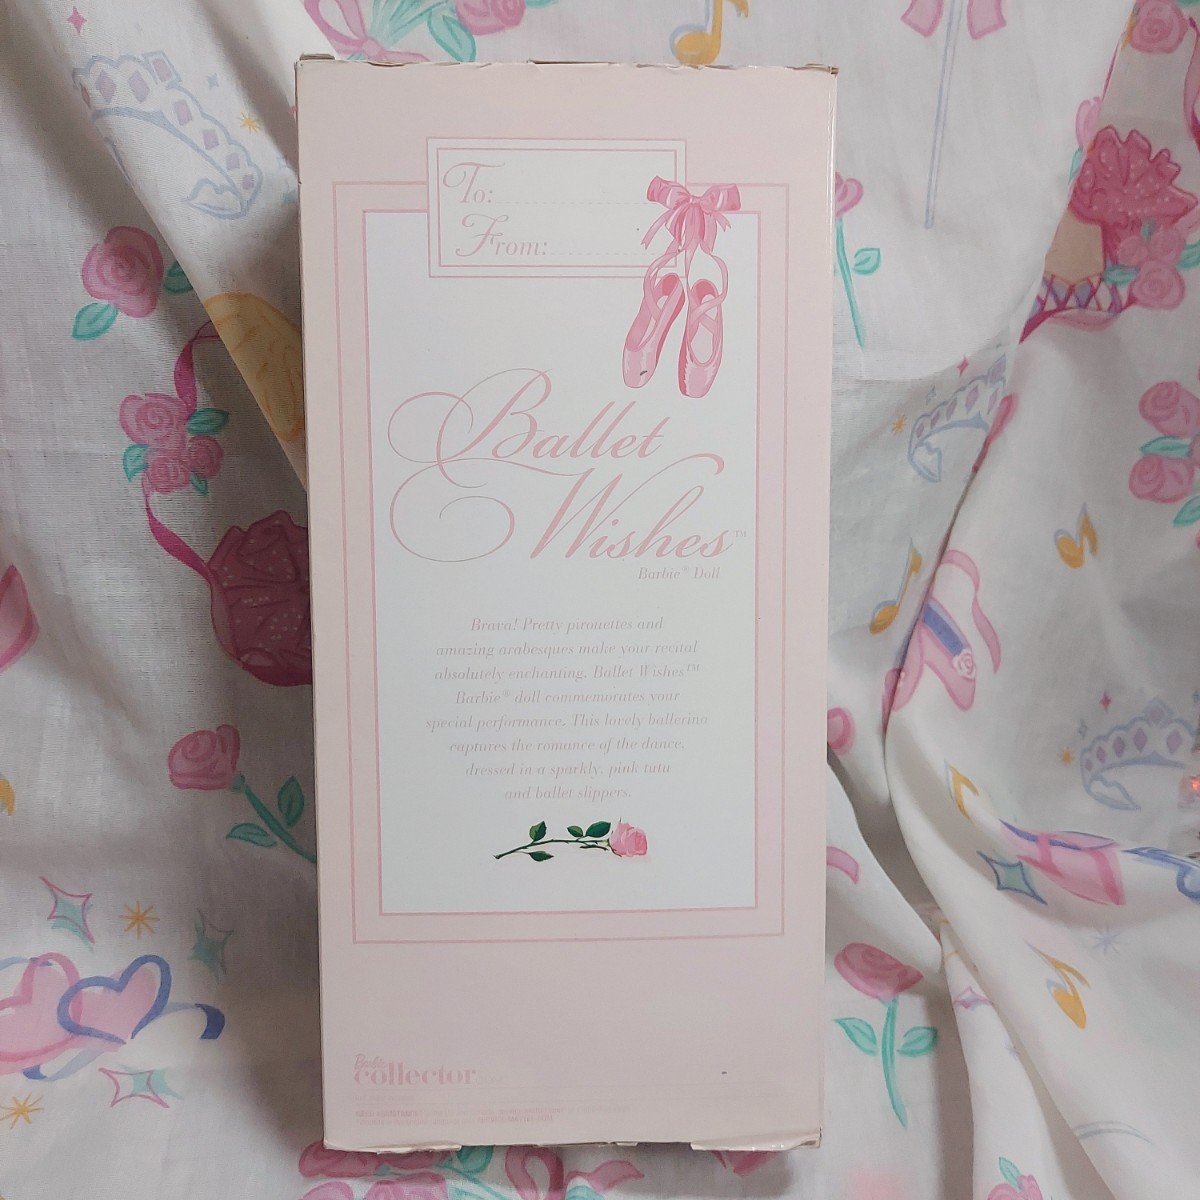 To:
From:
Ballet
Wishes™
Barbie® Doll
Brava! Pretty pirouettes and
amazing arabesques make your recital
absolutely enchanting. Ballet Wishes™
Barbie® doll commemorates your
special performance. This lovely ballerina
captures the romance of the dance,
dressed in a sparkly, pink tutu
and ballet slippers.
Barbie
collector